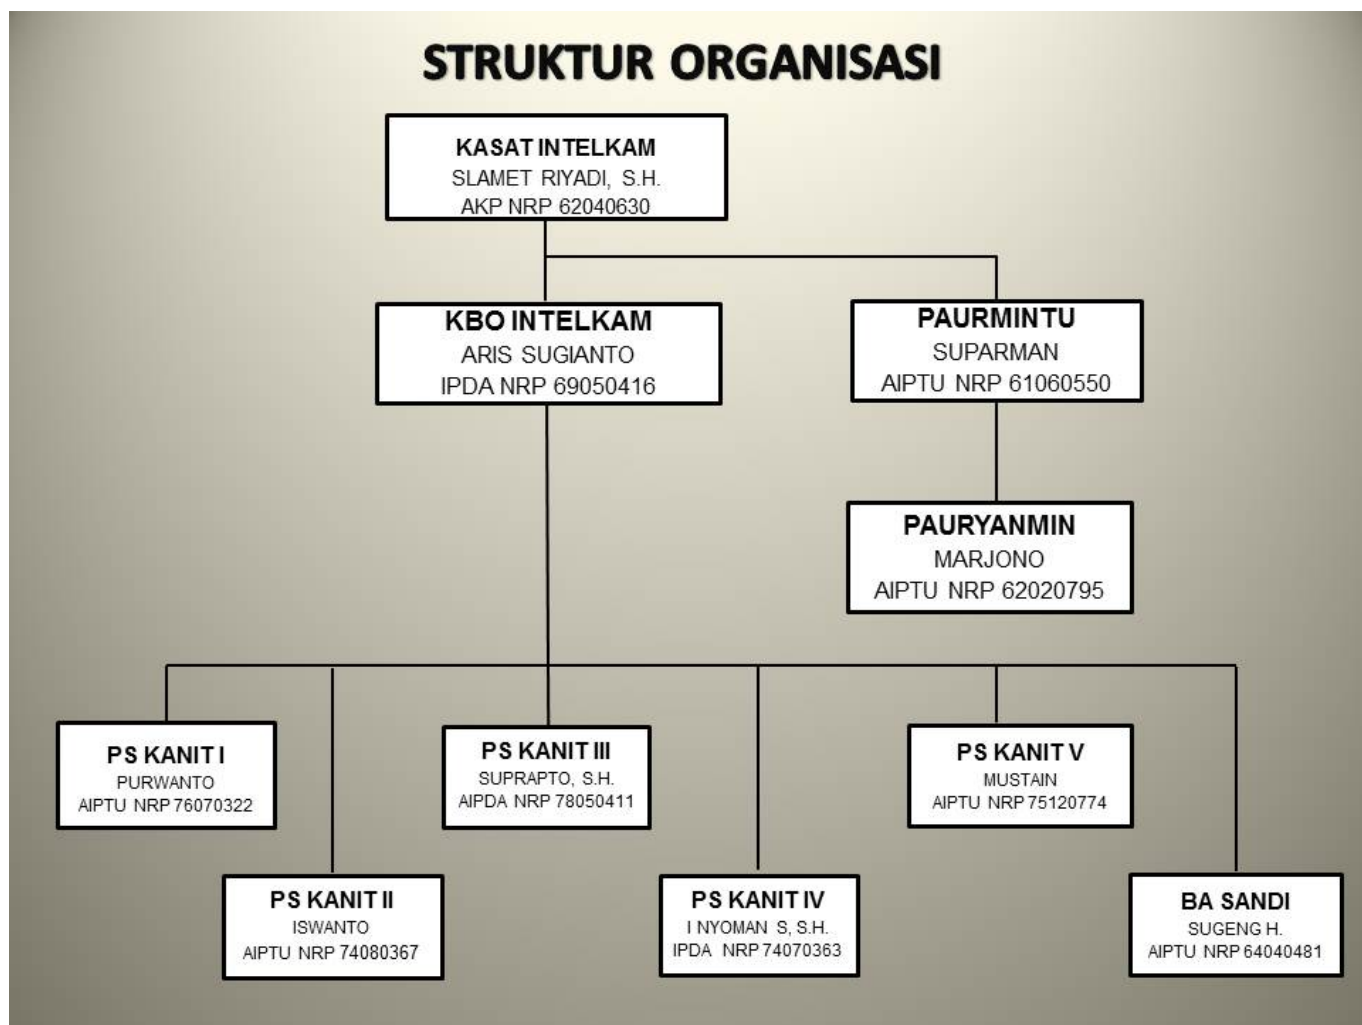 STRUKTUR ORGANISASI
KASAT INTELKAM
SLAMET RIYADI, S.H.
AKP NRP 62040630
KBO INTELKAM
ARIS SUGIANTO
IPDA NRP 69050416
PAURMINTU
SUPARMAN
AIPTU NRP 61060550
PAURYANMIN
MARJONO
AIPTU NRP 62020795
PS KANIT I
PURWANTO
AIPTU NRP 76070322
PS KANIT II
ISWANTO
AIPTU NRP 74080367
PS KANIT III
SUPRAPTO, S.H.
AIPDA NRP 78050411
PS KANIT IV
I NYOMAN S, S.H.
IPDA NRP 74070363
PS KANIT V
MUSTAIN
AIPTU NRP 75120774
BA SANDI
SUGENG H.
AIPTU NRP 64040481